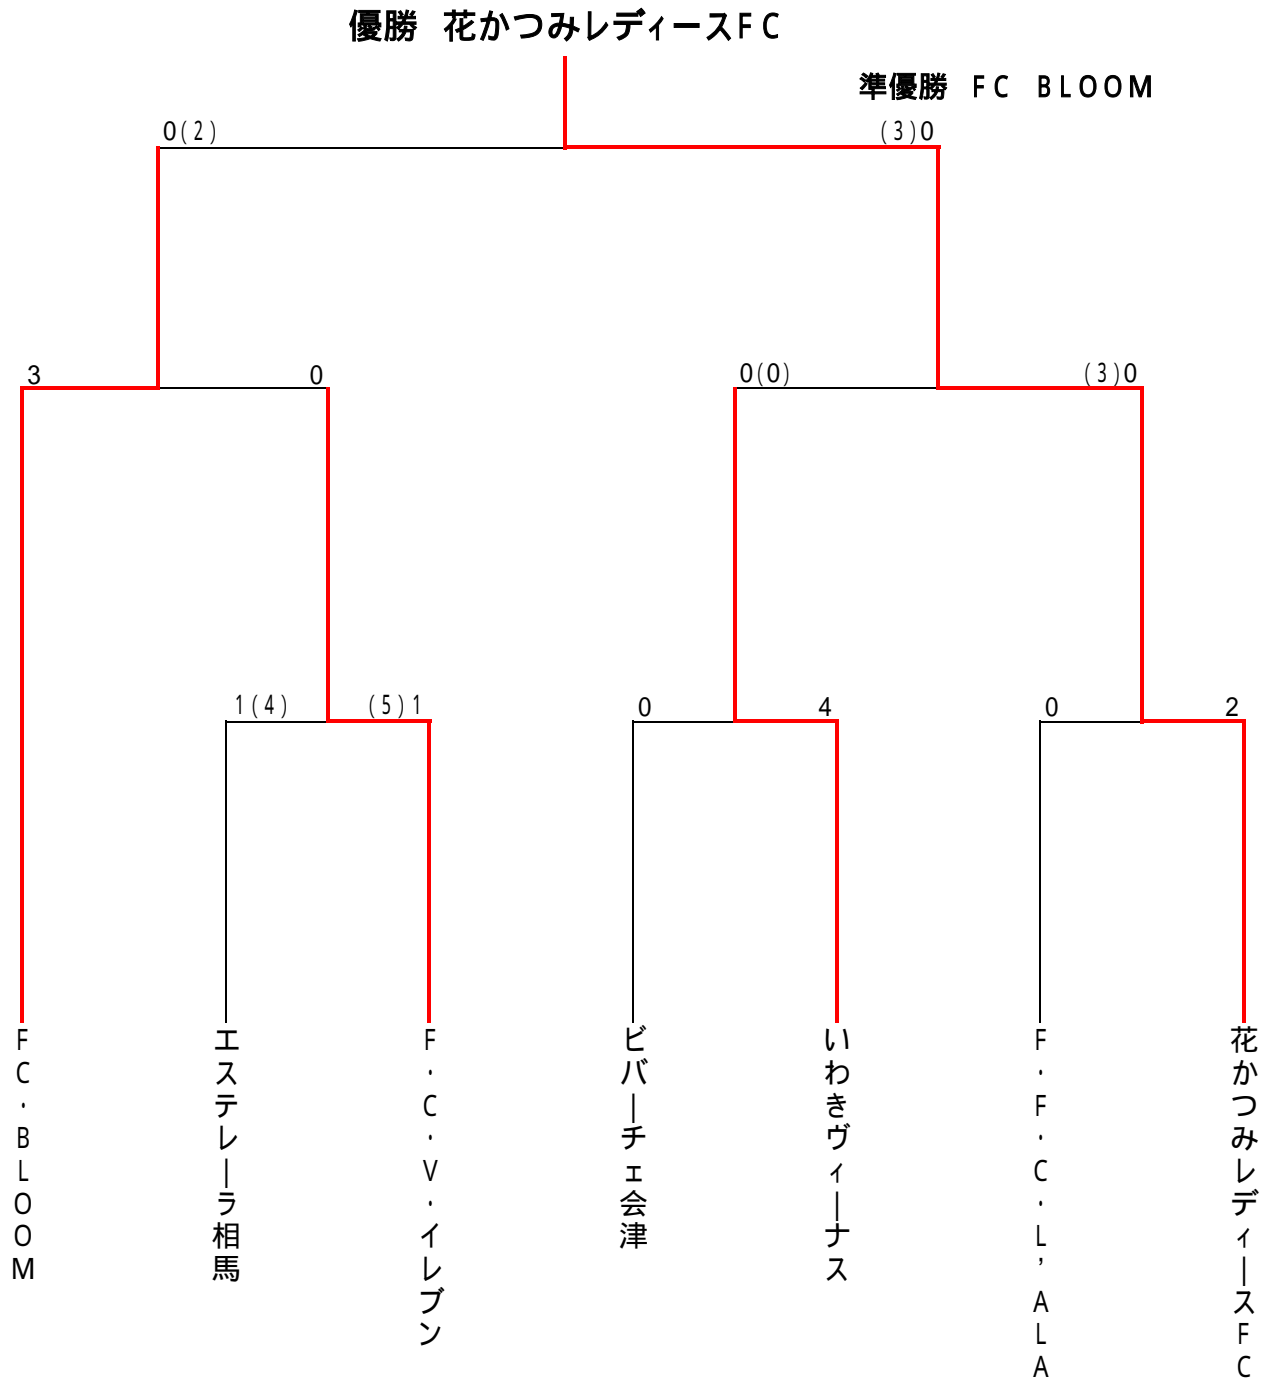 優勝 花かつみレディースFC
準優勝 FC BLOOM
0(2) (3)0
3 0 0(0) (3)0
1(4) (5)1 0 4 0 2
FC・BLOOM
エステレーラ相馬
F・C・V・イレブン
ビバーチェ会津
いわきヴィーナス
F・F・C・L’ALA
花かつみレディースFC